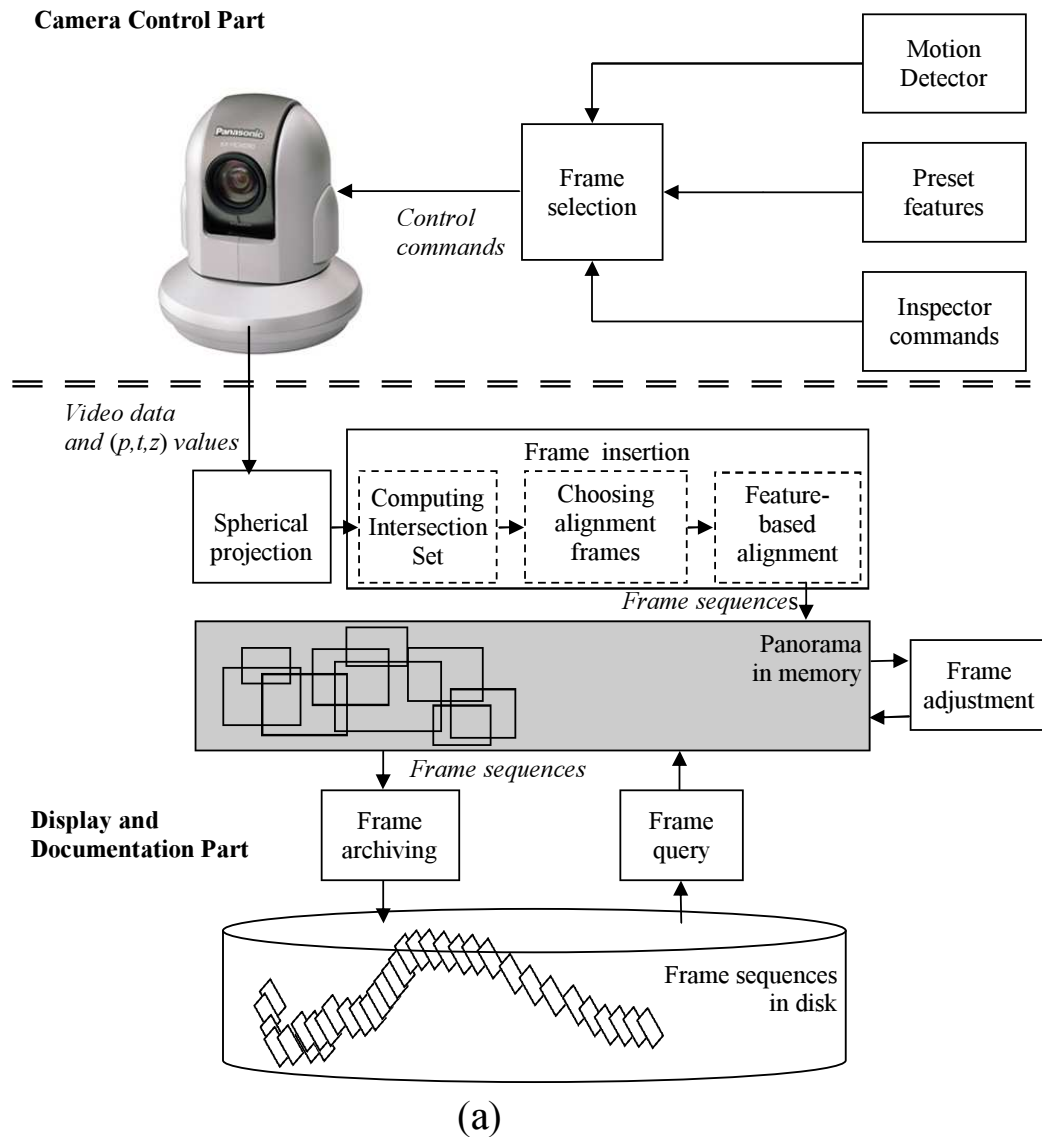 Camera Control Part
Motion
Detector
Panasonic
Frame
selection
Preset
features
Control
commands
Inspector
commands
Video data
and (p,t,z) values
Frame insertion
Spherical
projection
Computing
Intersection
Set
Choosing
alignment
frames
Feature-
based
alignment
Frame sequences
Panorama
in memory
Frame
adjustment
Frame sequences
Display and
Documentation Part
Frame
archiving
Frame
query
Frame sequences
in disk
(a)